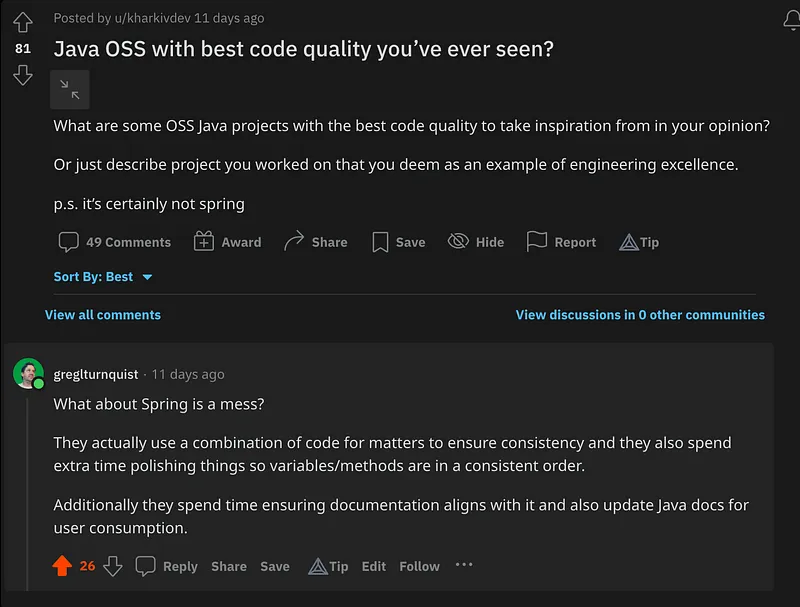 Posted by u/kharkivdev 11 days ago
81
Java OSS with best code quality you’ve ever seen?
What are some OSS Java projects with the best code quality to take inspiration from in your opinion?
Or just describe project you worked on that you deem as an example of engineering excellence.
p.s. it’s certainly not spring
49 Comments Award Share Save Hide Report Tip
Sort By: Best
View all comments View discussions in 0 other communities
greglturnquist · 11 days ago
What about Spring is a mess?
They actually use a combination of code for matters to ensure consistency and they also spend
extra time polishing things so variables/methods are in a consistent order.
Additionally they spend time ensuring documentation aligns with it and also update Java docs for
user consumption.
26 Reply Share Save Tip Edit Follow ···